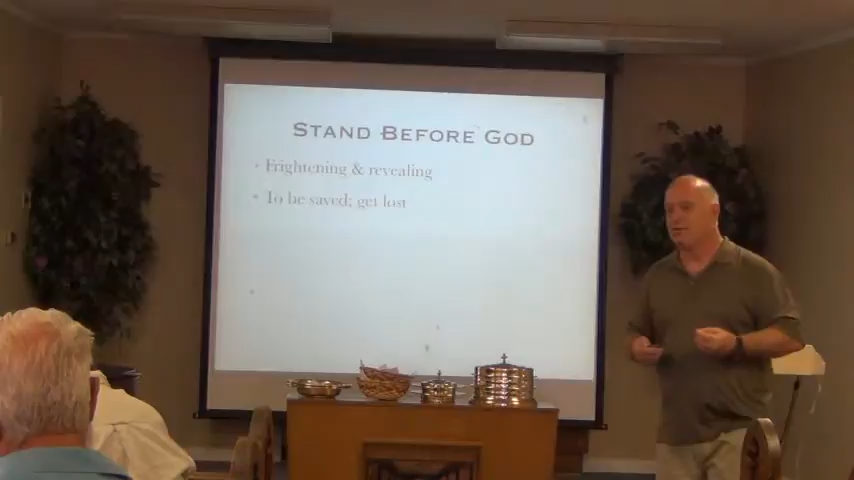 Stand Before God
Frightening & revealing
To be saved; get lost